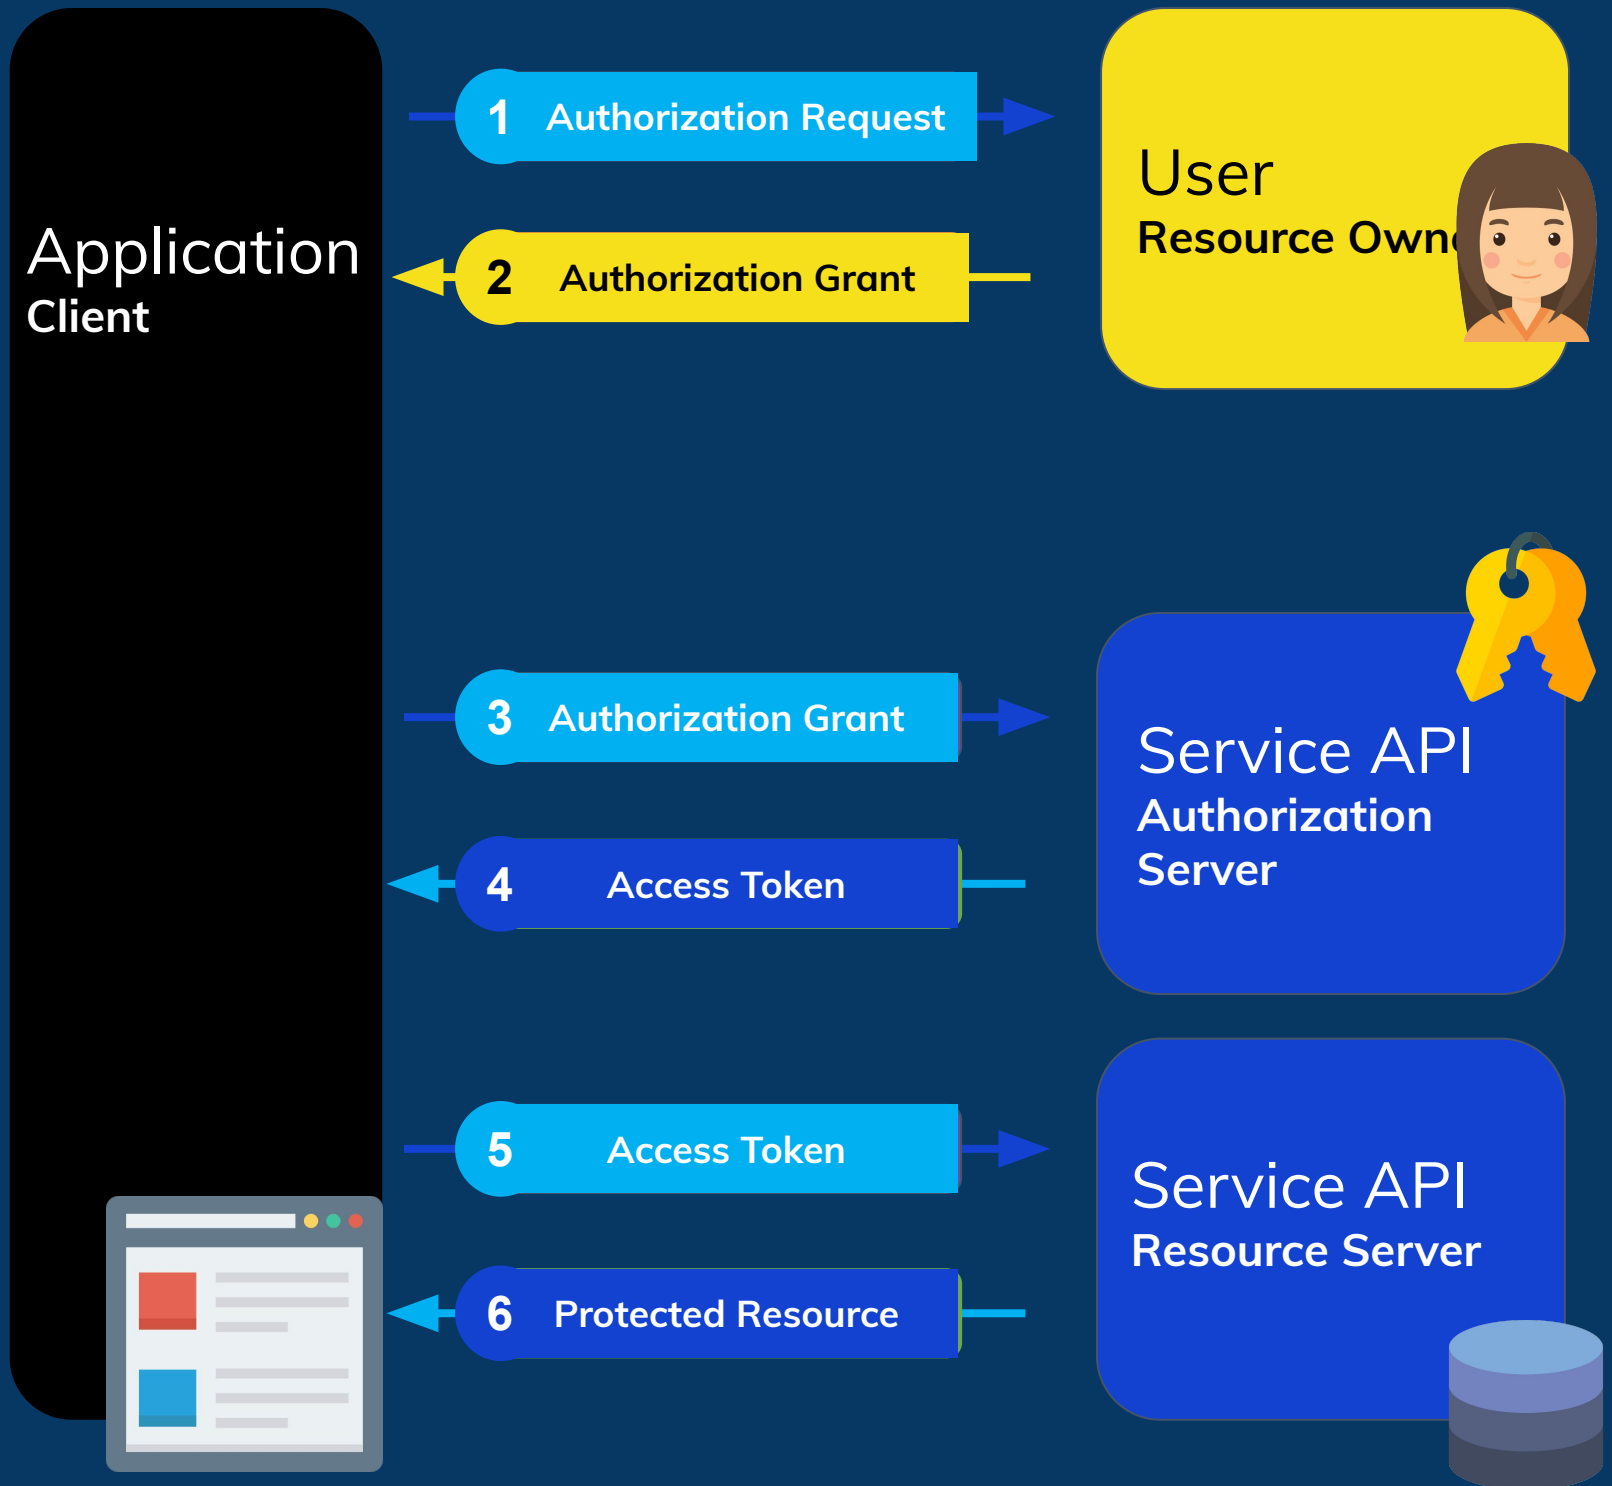 Application
Client
1 Authorization Request
2 Authorization Grant
User
Resource
3 Authorization Grant
4 Access Token
Service API
Authorization
Server
5 Access Token
6 Protected Resource
Service API
Resource Server